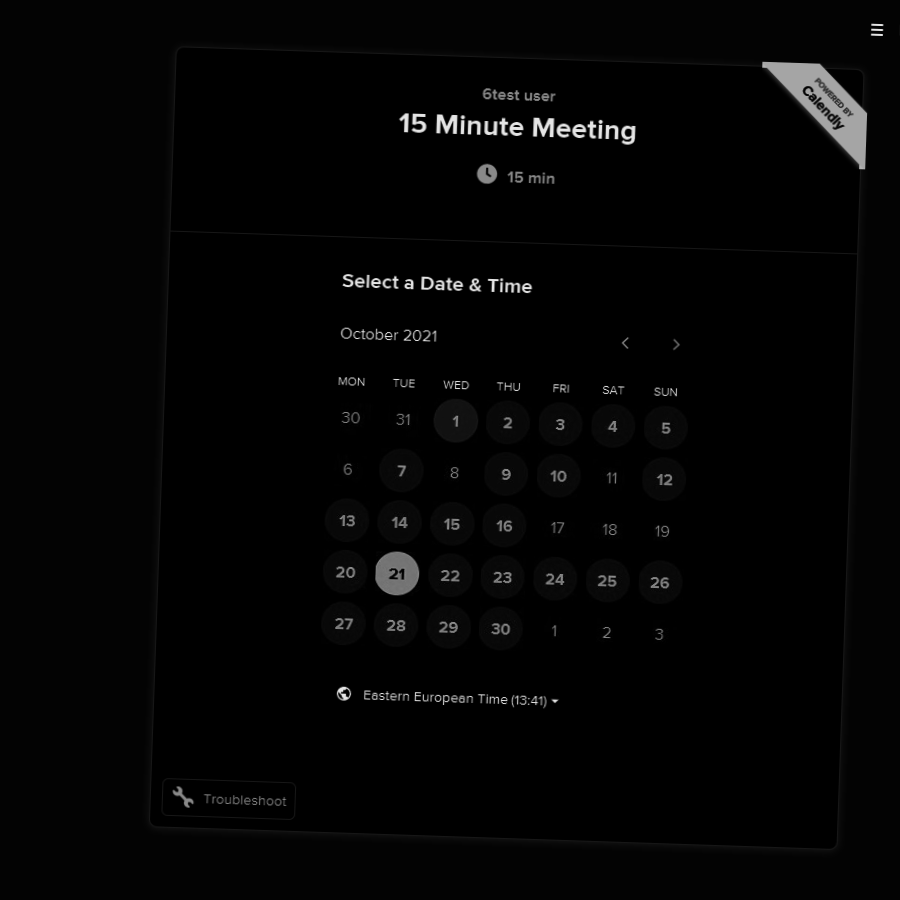 POWERED BY
Calendly
6test user
15 Minute Meeting
15 min
Select a Date & Time
October 2021
MON TUE WED THU FRI SAT SUN
30 31 1 2 3 4 5
6 7 8 9 10 11 12
13 14 15 16 17 18 19
20 21 22 23 24 25 26
27 28 29 30 1 2 3
Eastern European Time (13:41)
Troubleshoot